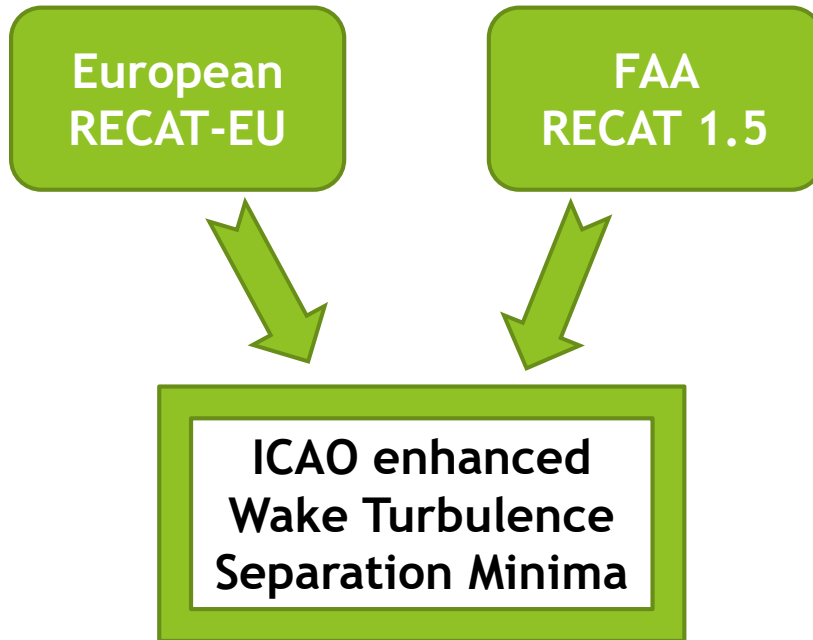 European
RECAT-EU
FAA
RECAT 1.5
ICAO enhanced
Wake Turbulence
Separation Minima